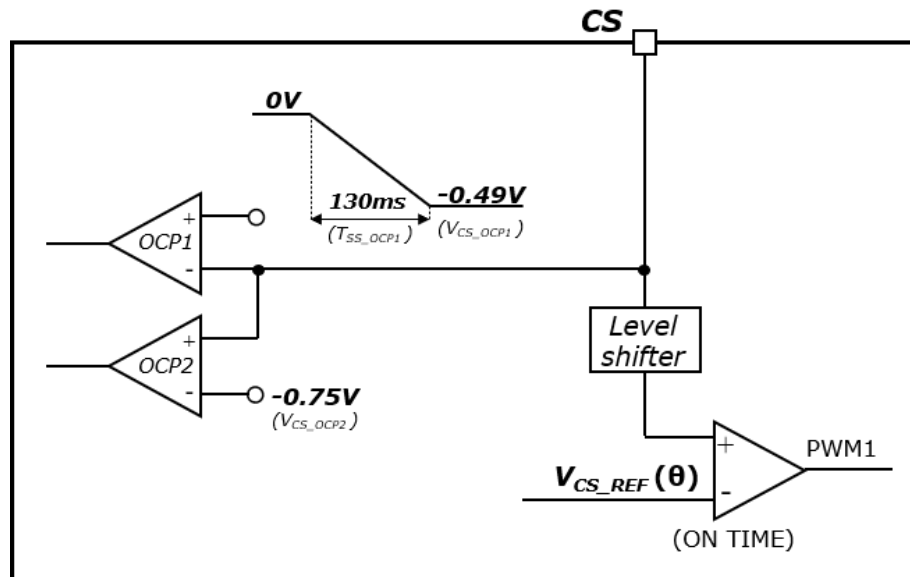 CS
0V
130ms
-0.49V
(TSS_OCP1)
(VCS_OCP1)
+
OCP1
-
+
OCP2
-
-0.75V
(VCS_OCP2)
Level
shifter
+
PWM1
VCS_REF(θ)
-
(ON TIME)